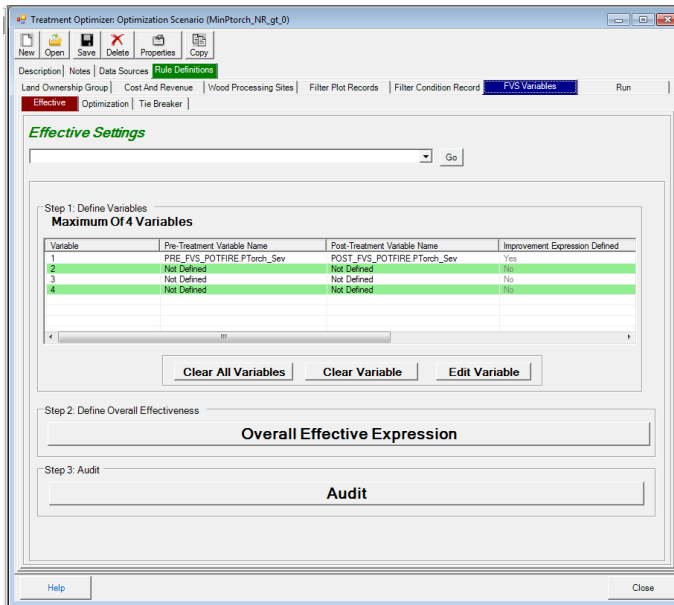 Treatment Optimizer: Optimization Scenario (MinPtorch_NR_gt_0)
New Open Save Delete Properties Copy
Description Notes Data Sources Rule Definitions
Land Ownership Group Cost And Revenue Wood Processing Sites Filter Plot Records Filter Condition Record FVS Variables Run
Effective Optimization Tie Breaker
Effective Settings
Go
Step 1: Define Variables
Maximum Of 4 Variables
Variable Pre-Treatment Variable Name Post-Treatment Variable Name Improvement Expression Defined
1 PRE_FVS_POTFIRE.PTorch_Sev POST_FVS_POTFIRE.PTorch_Sev Yes
2 Not Defined Not Defined No
3 Not Defined Not Defined No
4 Not Defined Not Defined No
Clear All Variables Clear Variable Edit Variable
Step 2: Define Overall Effectiveness
Overall Effective Expression
Step 3: Audit
Audit
Help Close